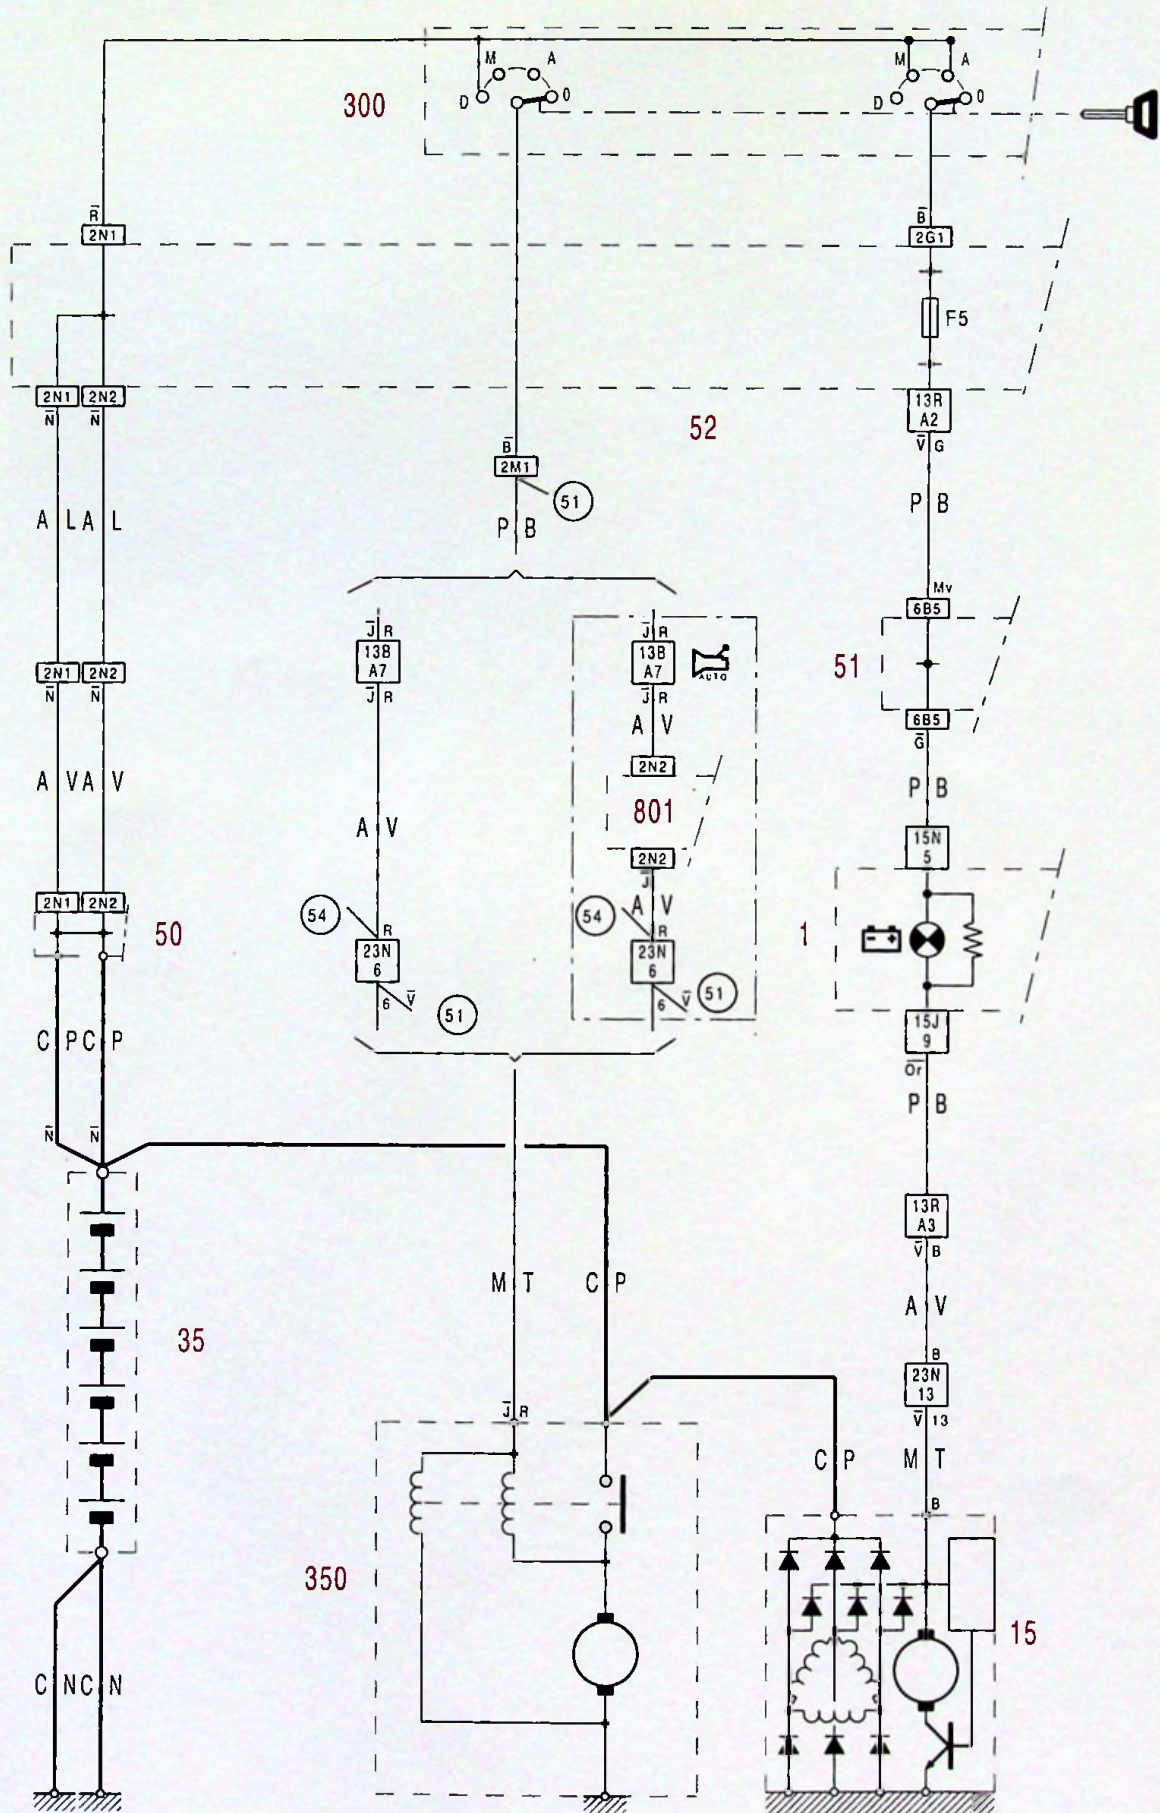 M A
D O
M A
D O
300
R̄
2N1
B̄
2G1
F5
2N1 2N2
N̄ N̄
13R
A2
V̄ G
52
B̄
2M1
51
A L A L
P B
P B
Mv
6B5
J̄ R
13B
A7
J̄ R
J̄ R
13B
A7
J̄ R
AUTO
51
2N1 2N2
N̄ N̄
6B5
Ḡ
A V
2N2
A V A V
801
P B
A V
15N
5
2N2
J̄
A V
2N1 2N2
50
54
R
23N
6
6 V̄
51
54
R
23N
6
6 V̄
51
1
15J
9
Or
P B
C P C P
N̄ N̄
13R
A3
V̄ B
M T
C P
A V
35
B
23N
13
V̄ 13
J̄ R
C P
M T
B
350
15
C N C N